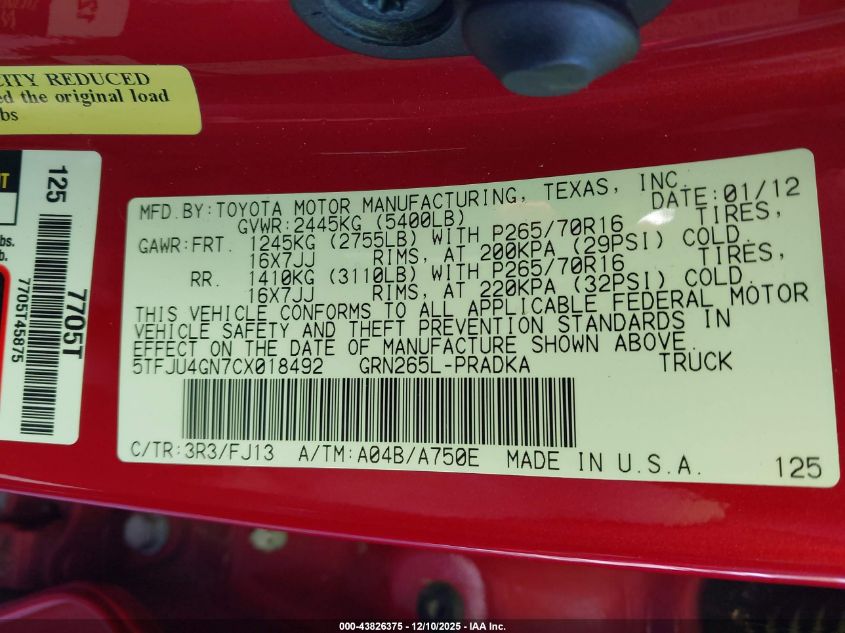 CITY REDUCED
ed the original load
bs
125
7705T
7705T45875
MFD.BY:TOYOTA MOTOR MANUFACTURING, TEXAS, INC.
DATE:01/12
GVWR:2445KG (5400LB)
GAWR:FRT. 1245KG (2755LB) WITH P265/70R16 TIRES,
16X7JJ RIMS, AT 200KPA (29PSI) COLD.
RR. 1410KG (3110LB) WITH P265/70R16 TIRES,
16X7JJ RIMS, AT 220KPA (32PSI) COLD.
THIS VEHICLE CONFORMS TO ALL APPLICABLE FEDERAL MOTOR
VEHICLE SAFETY AND THEFT PREVENTION STANDARDS IN
EFFECT ON THE DATE OF MANUFACTURE SHOWN ABOVE.
5TFJU4GN7CX018492 GRN265L-PRADKA TRUCK
C/TR:3R3/FJ13 A/TM:A04B/A750E MADE IN U.S.A. 125
000-43826375 - 12/10/2025 - IAA Inc.